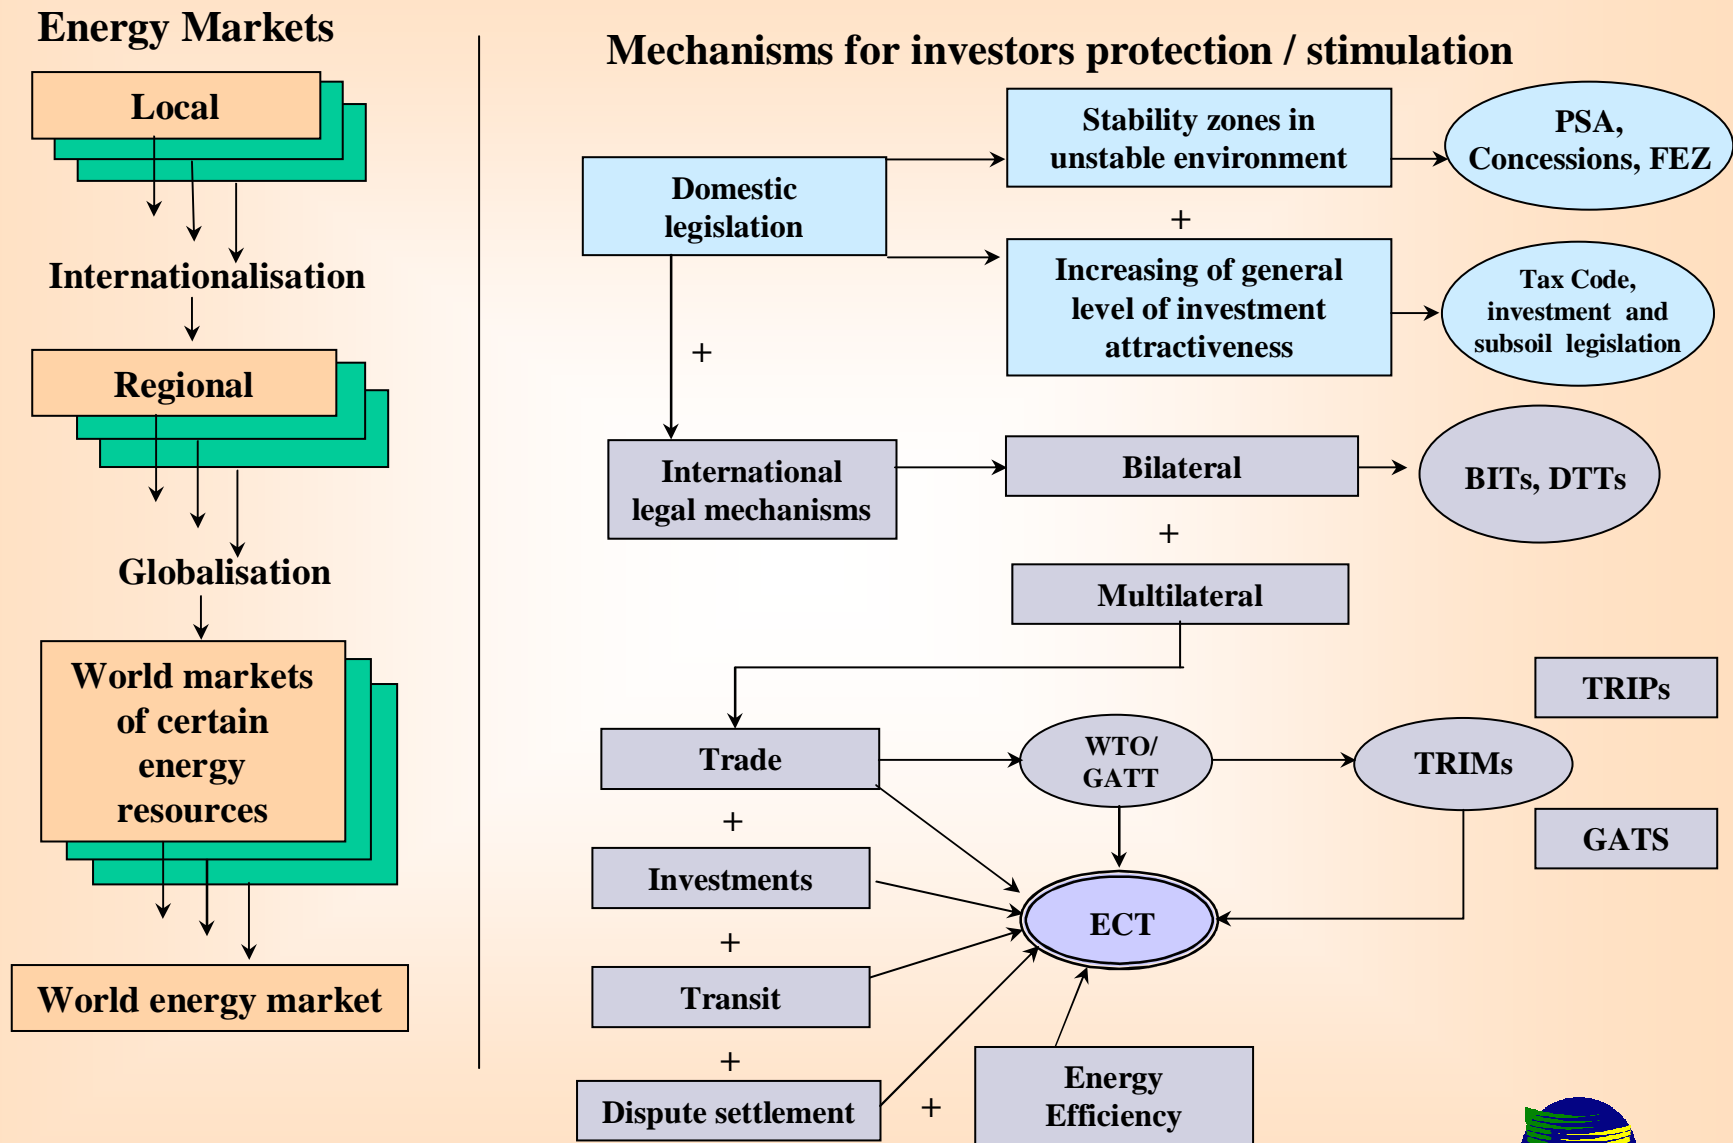 Energy Markets
Local
Internationalisation
Regional
Globalisation
World markets
of certain
energy
resources
World energy market
Mechanisms for investors protection / stimulation
Domestic
legislation
Stability zones in
unstable environment
PSA,
Concessions, FEZ
+
Increasing of general
level of investment
attractiveness
Tax Code,
investment and
subsoil legislation
+
International
legal mechanisms
Bilateral
BITs, DTTs
+
Multilateral
TRIPs
Trade
WTO/
GATT
TRIMs
GATS
+
Investments
ECT
+
Transit
+
Dispute settlement
+
Energy
Efficiency